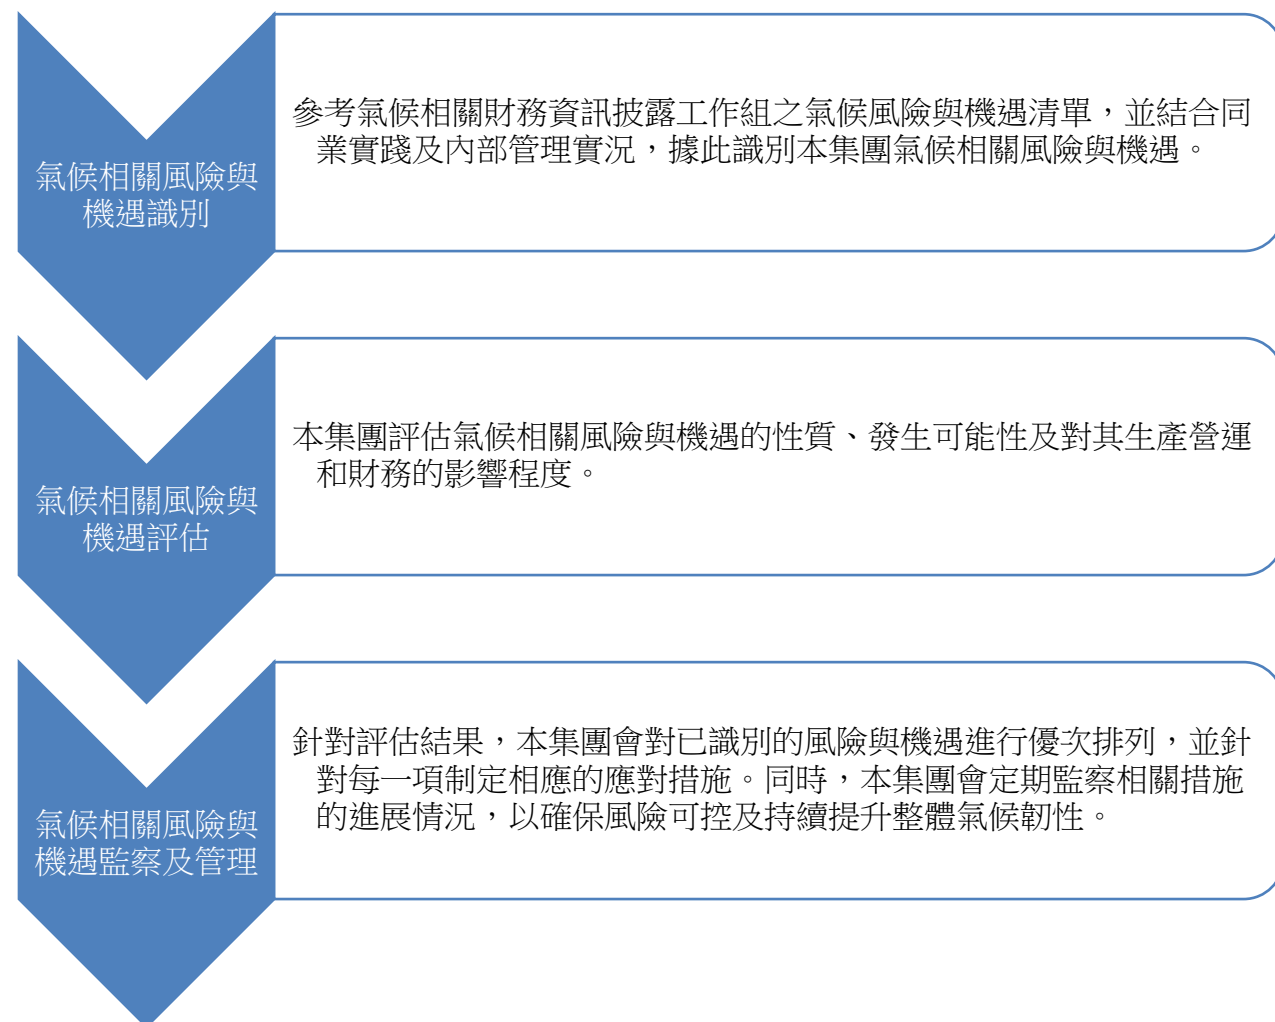 氣候相關風險與
機遇識別
參考氣候相關財務資訊披露工作組之氣候風險與機遇清單，並結合同
業實踐及內部管理實況，據此識別本集團氣候相關風險與機遇。
氣候相關風險與
機遇評估
本集團評估氣候相關風險與機遇的性質、發生可能性及對其生產營運
和財務的影響程度。
氣候相關風險與
機遇監察及管理
針對評估結果，本集團會對已識別的風險與機遇進行優次排列，並針
對每一項制定相應的應對措施。同時，本集團會定期監察相關措施
的進展情況，以確保風險可控及持續提升整體氣候韌性。